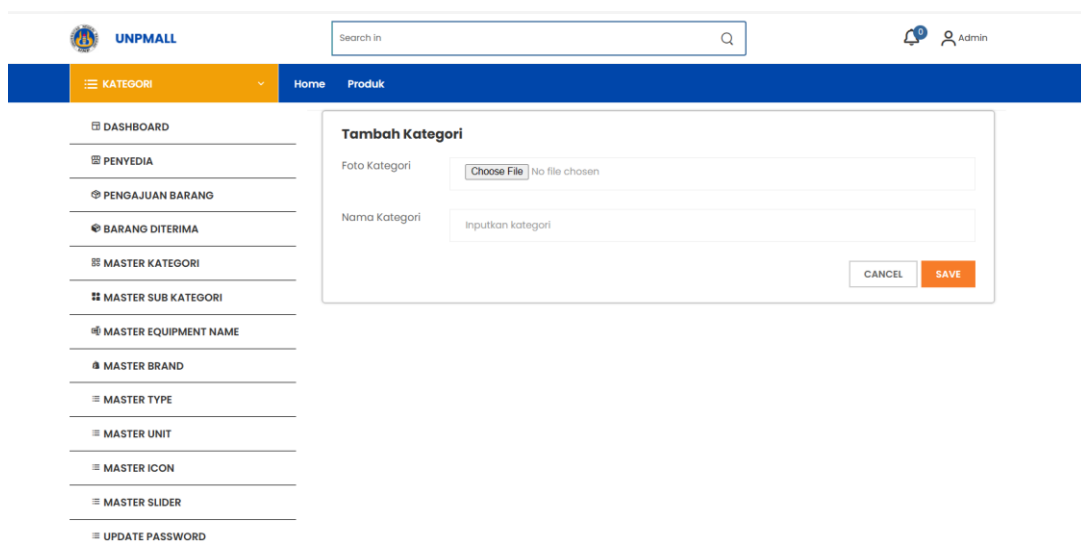 UNPMALL
Search in
0
Admin
KATEGORI
Home
Produk
DASHBOARD
PENYEDIA
PENGAJUAN BARANG
BARANG DITERIMA
MASTER KATEGORI
MASTER SUB KATEGORI
MASTER EQUIPMENT NAME
MASTER BRAND
MASTER TYPE
MASTER UNIT
MASTER ICON
MASTER SLIDER
UPDATE PASSWORD
Tambah Kategori
Foto Kategori
Choose File No file chosen
Nama Kategori
Inputkan kategori
CANCEL
SAVE